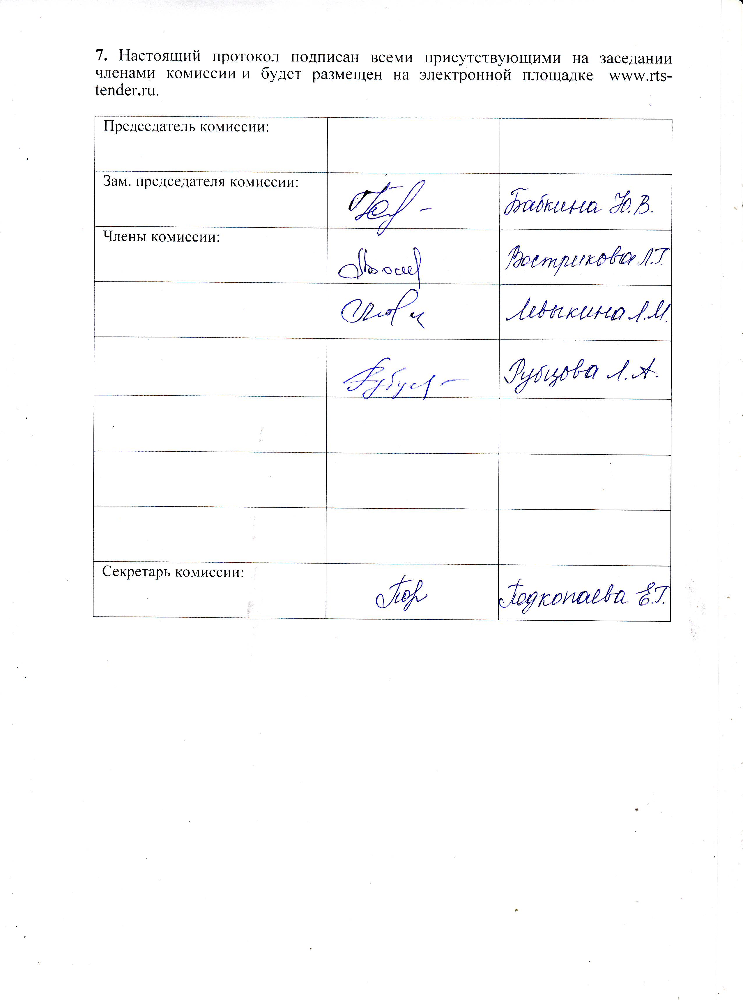 7. Настоящий протокол подписан всеми присутствующими на заседании
членами комиссии и будет размещен на электронной площадке www.rts-
tender.ru.
Председатель комиссии:
Зам. председателя комиссии:
Бабкина Ю.В.
Члены комиссии:
Вострикова Л.Г.
Левыкина Л.М.
Рубцова Л.А.
Секретарь комиссии:
Подкопаева Е.Г.